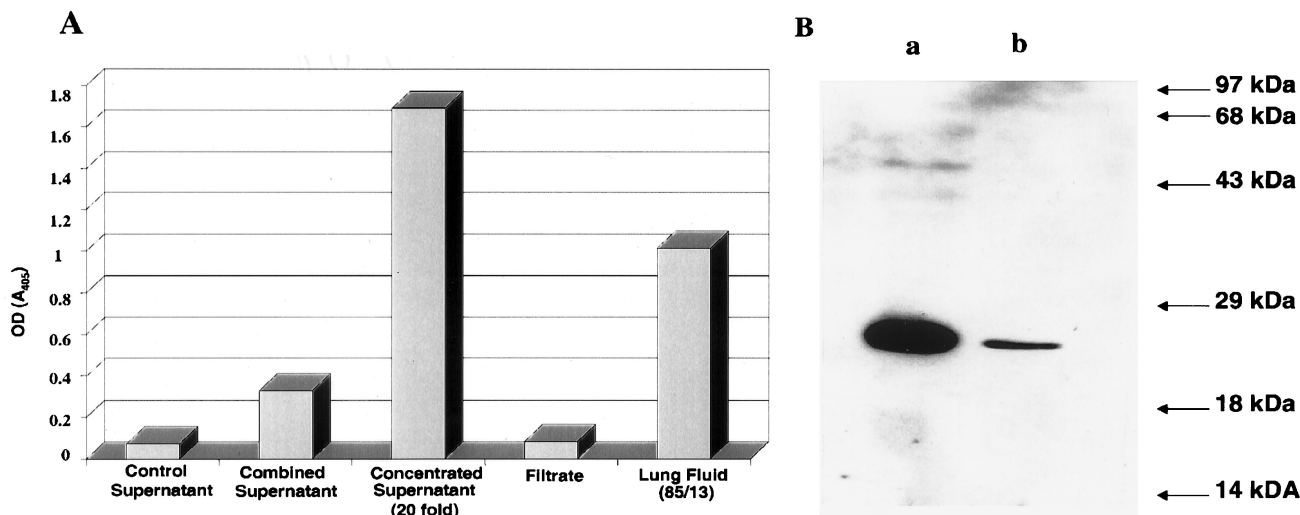 A
OD (A405)
1.8
1.6
1.4
1.2
1
0.8
0.6
0.4
0.2
0
Control
Supernatant
Combined
Supernatant
Concentrated
Supernatant
(20 fold)
Filtrate
Lung Fluid
(85/13)
B
a b
97 kDa
68 kDa
43 kDa
29 kDa
18 kDa
14 kDA